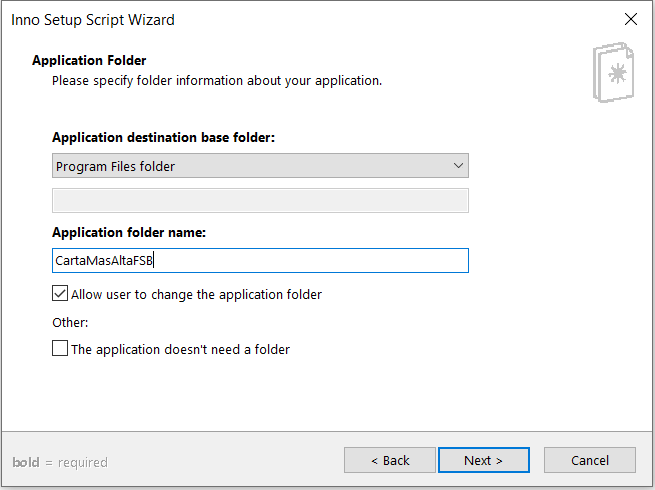 Inno Setup Script Wizard
Application Folder
Please specify folder information about your application.
Application destination base folder:
Program Files folder
Application folder name:
CartaMasAltaFSB
Allow user to change the application folder
Other:
The application doesn't need a folder
bold = required
< Back
Next >
Cancel